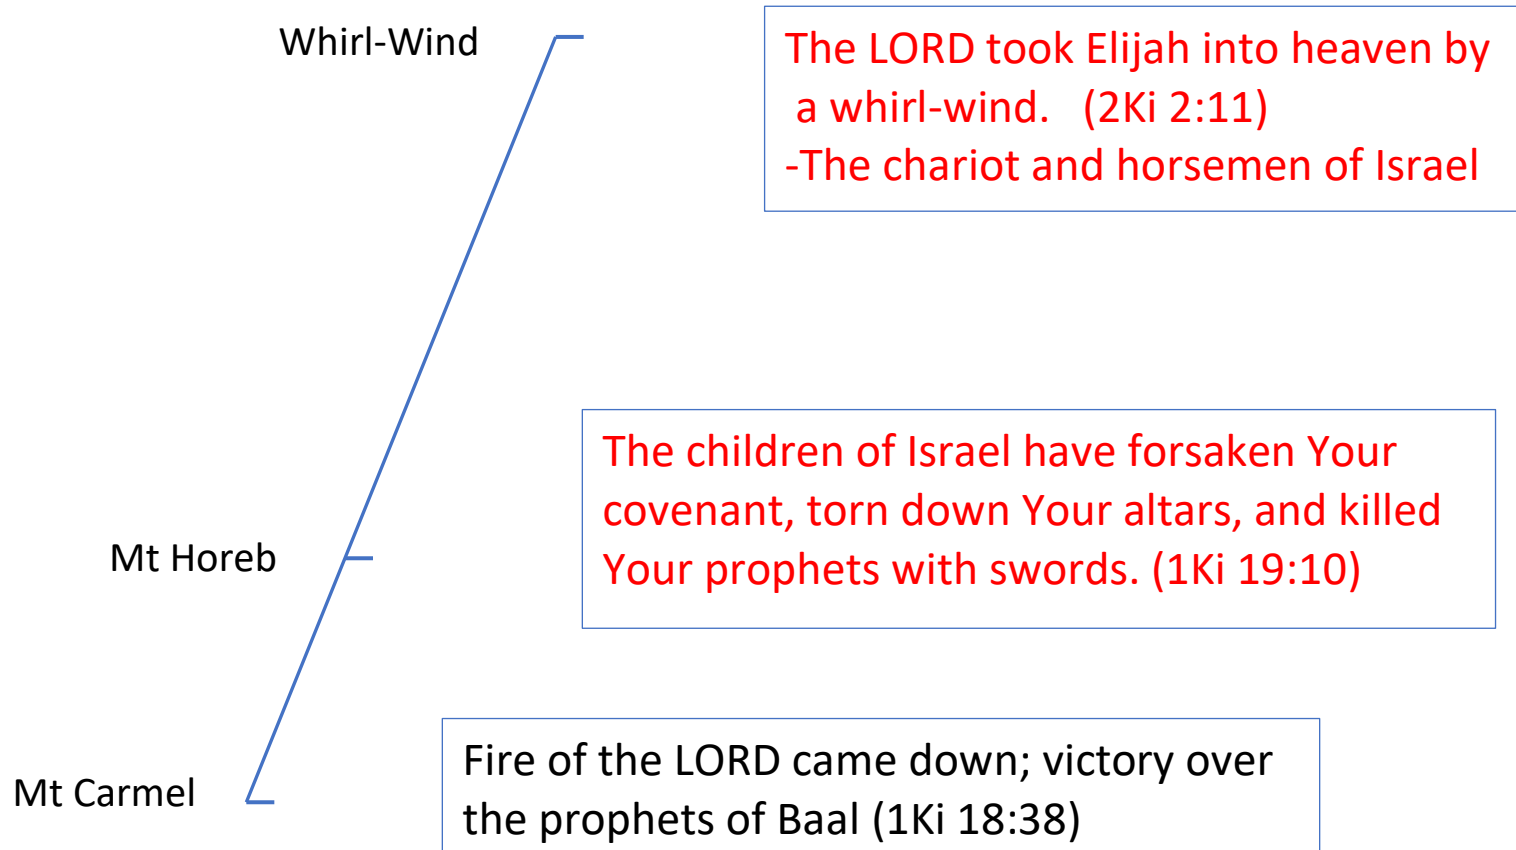 Whirl-Wind
The LORD took Elijah into heaven by
a whirl-wind.   (2Ki 2:11)
-The chariot and horsemen of Israel
The children of Israel have forsaken Your
covenant, torn down Your altars, and killed
Your prophets with swords. (1Ki 19:10)
Mt Horeb
Fire of the LORD came down; victory over
the prophets of Baal (1Ki 18:38)
Mt Carmel